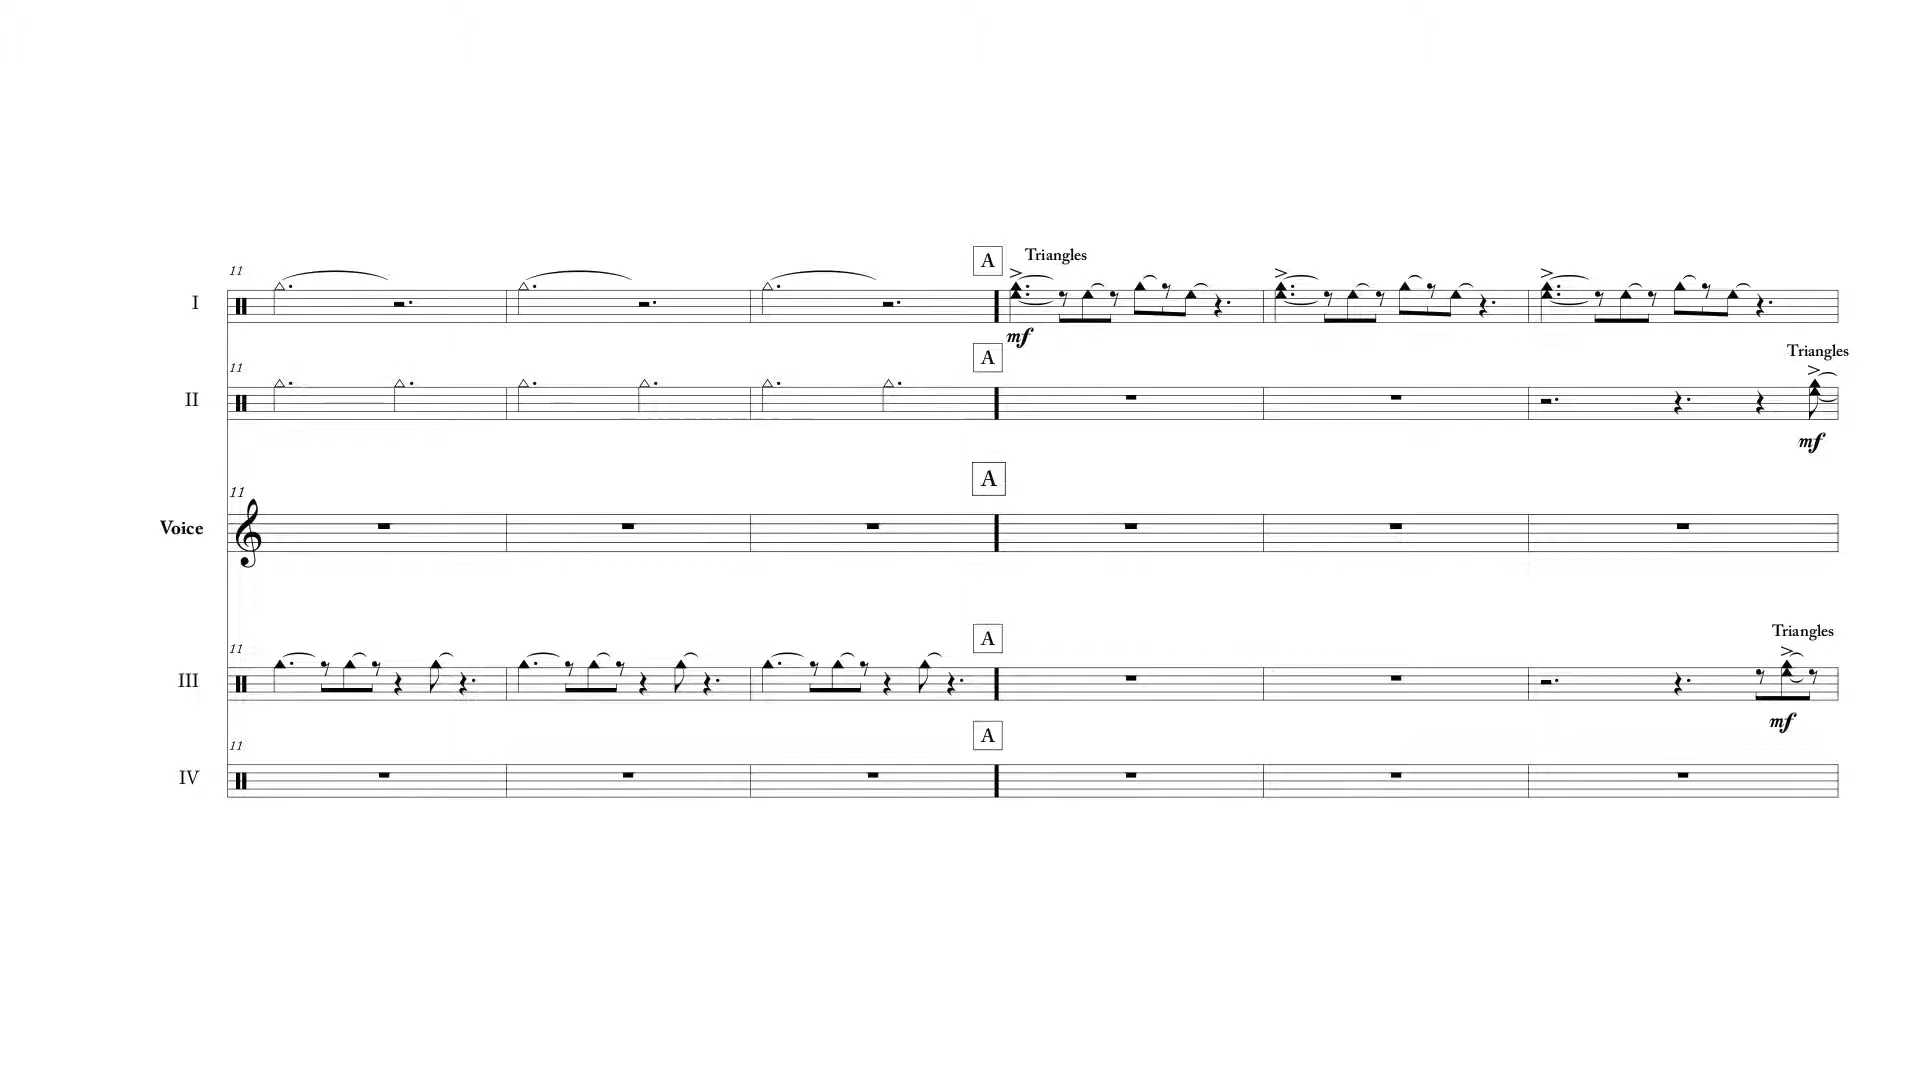 A Triangles
11
I
mf
A Triangles
11
II
mf
A
11
Voice
A Triangles
11
III
mf
A
11
IV